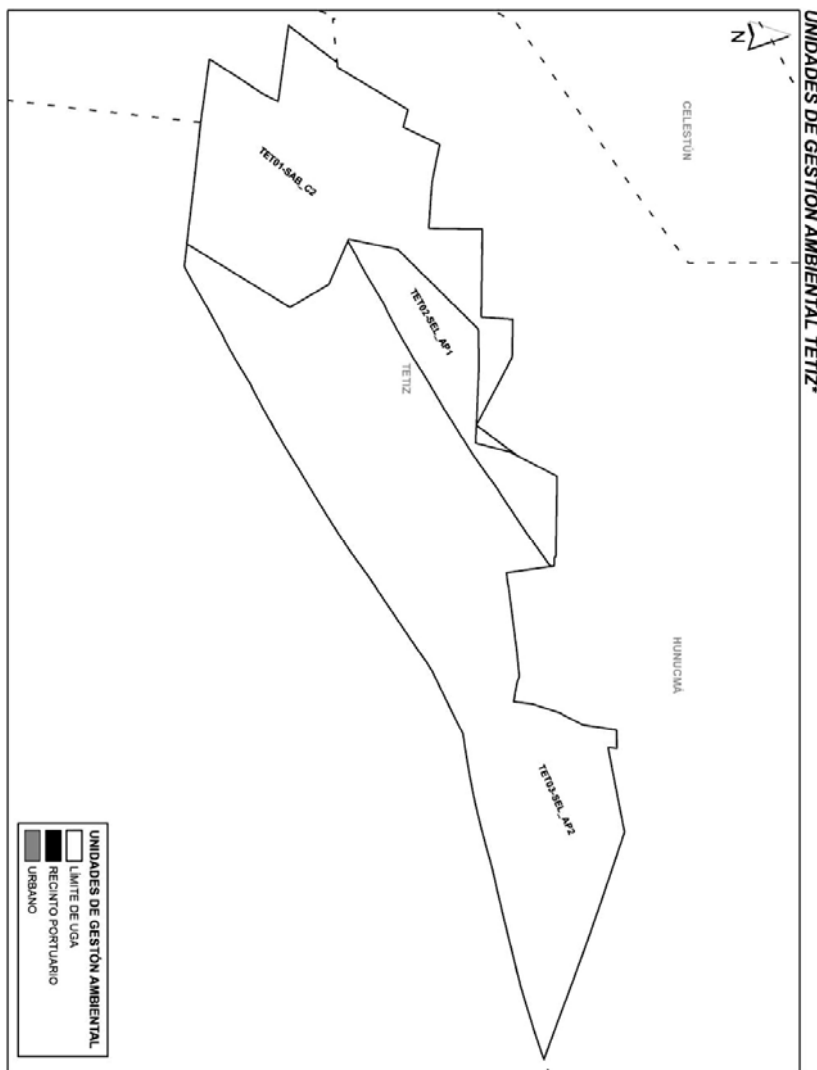 UNIDADES DE GESTIÓN AMBIENTAL TETIZ*
N
CELESTÚN
TET01-SAB_C2
TET02-SEL_AP1
TETIZ
HUNUCMÁ
TET03-SEL_AP2
UNIDADES DE GESTÓN AMBIENTAL
LÍMITE DE UGA
RECINTO PORTUARIO
URBANO